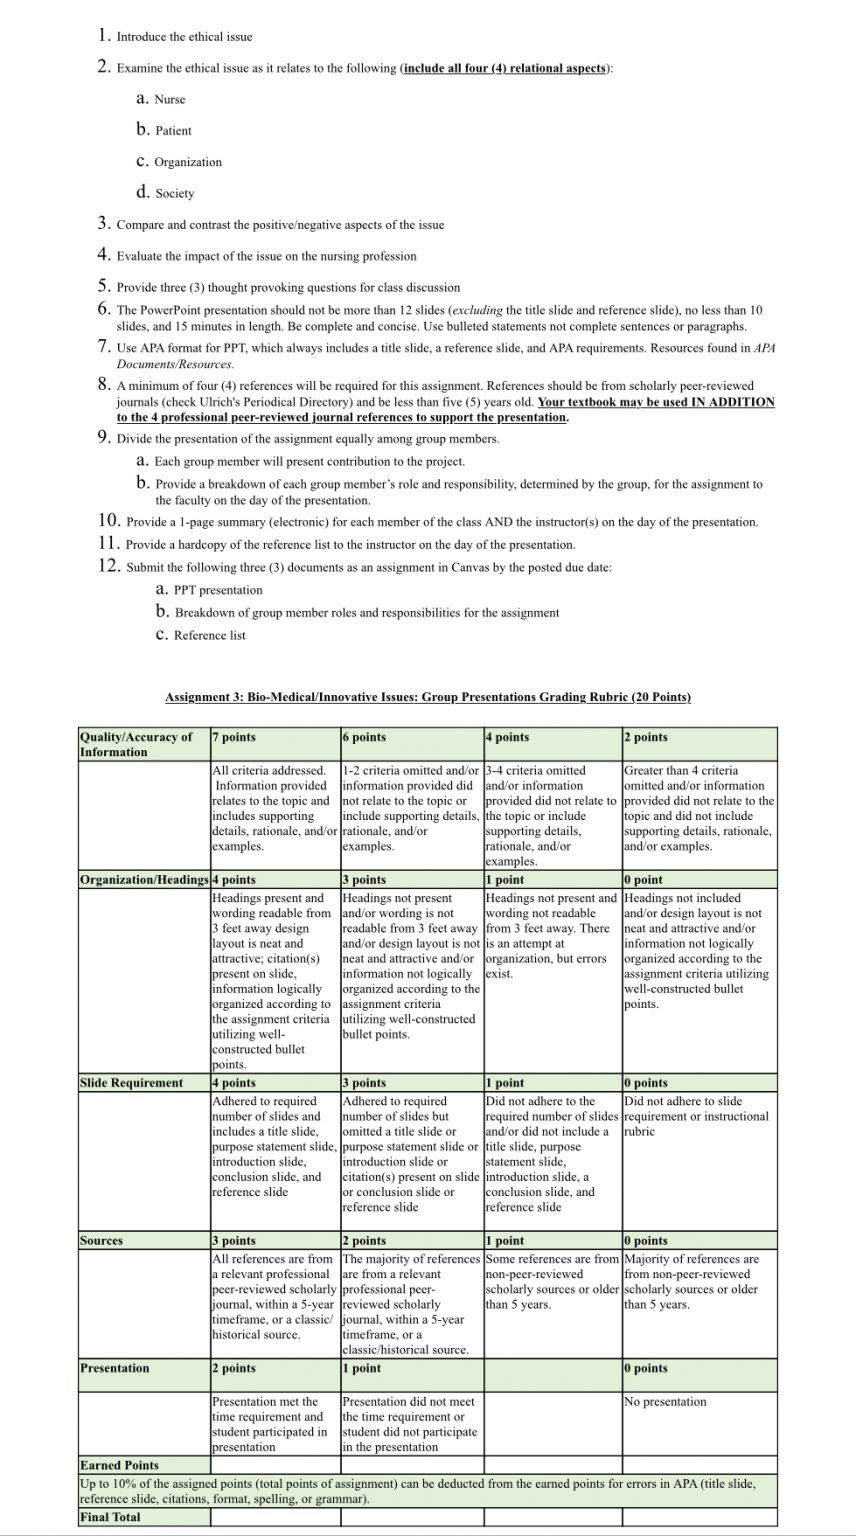 1. Introduce the ethical issue
2. Examine the ethical issue as it relates to the following (include all four (4) relational aspects):
a. Nurse
b. Patient
c. Organization
d. Society
3. Compare and contrast the positive/negative aspects of the issue
4. Evaluate the impact of the issue on the nursing profession
5. Provide three (3) thought provoking questions for class discussion
6. The PowerPoint presentation should not be more than 12 slides (excluding the title slide and reference slide), no less than 10
slides, and 15 minutes in length. Be complete and concise. Use bulleted statements not complete sentences or paragraphs.
7. Use APA format for PPT, which always includes a title slide, a reference slide, and APA requirements. Resources found in APA
Documents/Resources.
8. A minimum of four (4) references will be required for this assignment. References should be from scholarly peer-reviewed
journals (check Ulrich's Periodical Directory) and be less than five (5) years old. Your textbook may be used IN ADDITION
to the 4 professional peer-reviewed journal references to support the presentation.
9. Divide the presentation of the assignment equally among group members.
a. Each group member will present contribution to the project.
b. Provide a breakdown of each group member's role and responsibility, determined by the group, for the assignment to
the faculty on the day of the presentation.
10. Provide a 1-page summary (electronic) for each member of the class AND the instructor(s) on the day of the presentation.
11. Provide a hardcopy of the reference list to the instructor on the day of the presentation.
12. Submit the following three (3) documents as an assignment in Canvas by the posted due date:
a. PPT presentation
b. Breakdown of group member roles and responsibilities for the assignment
c. Reference list
Assignment 3: Bio-Medical/Innovative Issues: Group Presentations Grading Rubric (20 Points)
Quality/Accuracy of
Information
7 points
6 points
4 points
2 points
All criteria addressed.
Information provided
relates to the topic and
includes supporting
details, rationale, and/or
examples.
1-2 criteria omitted and/or
information provided did
not relate to the topic or
include supporting details,
rationale, and/or
examples.
3-4 criteria omitted
and/or information
provided did not relate to
the topic or include
supporting details,
rationale, and/or
examples.
Greater than 4 criteria
omitted and/or information
provided did not relate to the
topic and did not include
supporting details, rationale,
and/or examples.
Organization/Headings
4 points
3 points
1 point
0 point
Headings present and
wording readable from
3 feet away design
layout is neat and
attractive; citation(s)
present on slide,
information logically
organized according to
the assignment criteria
utilizing well-
constructed bullet
points.
Headings not present
and/or wording is not
readable from 3 feet away
and/or design layout is not
neat and attractive and/or
information not logically
organized according to the
assignment criteria
utilizing well-constructed
bullet points.
Headings not present and
wording not readable
from 3 feet away. There
is an attempt at
organization, but errors
exist.
Headings not included
and/or design layout is not
neat and attractive and/or
information not logically
organized according to the
assignment criteria utilizing
well-constructed bullet
points.
Slide Requirement
4 points
3 points
1 point
0 points
Adhered to required
number of slides and
includes a title slide,
purpose statement slide,
introduction slide,
conclusion slide, and
reference slide
Adhered to required
number of slides but
omitted a title slide or
purpose statement slide or
introduction slide or
citation(s) present on slide
or conclusion slide or
reference slide
Did not adhere to the
required number of slides
and/or did not include a
title slide, purpose
statement slide,
introduction slide, a
conclusion slide, and
reference slide
Did not adhere to slide
requirement or instructional
rubric
Sources
3 points
2 points
1 point
0 points
All references are from
a relevant professional
peer-reviewed scholarly
journal, within a 5-year
timeframe, or a classic/
historical source.
The majority of references
are from a relevant
professional peer-
reviewed scholarly
journal, within a 5-year
timeframe, or a
classic/historical source.
Some references are from
non-peer-reviewed
scholarly sources or older
than 5 years.
Majority of references are
from non-peer-reviewed
scholarly sources or older
than 5 years.
Presentation
2 points
1 point
0 points
Presentation met the
time requirement and
student participated in
presentation
Presentation did not meet
the time requirement or
student did not participate
in the presentation
No presentation
Earned Points
Up to 10% of the assigned points (total points of assignment) can be deducted from the earned points for errors in APA (title slide,
reference slide, citations, format, spelling, or grammar).
Final Total